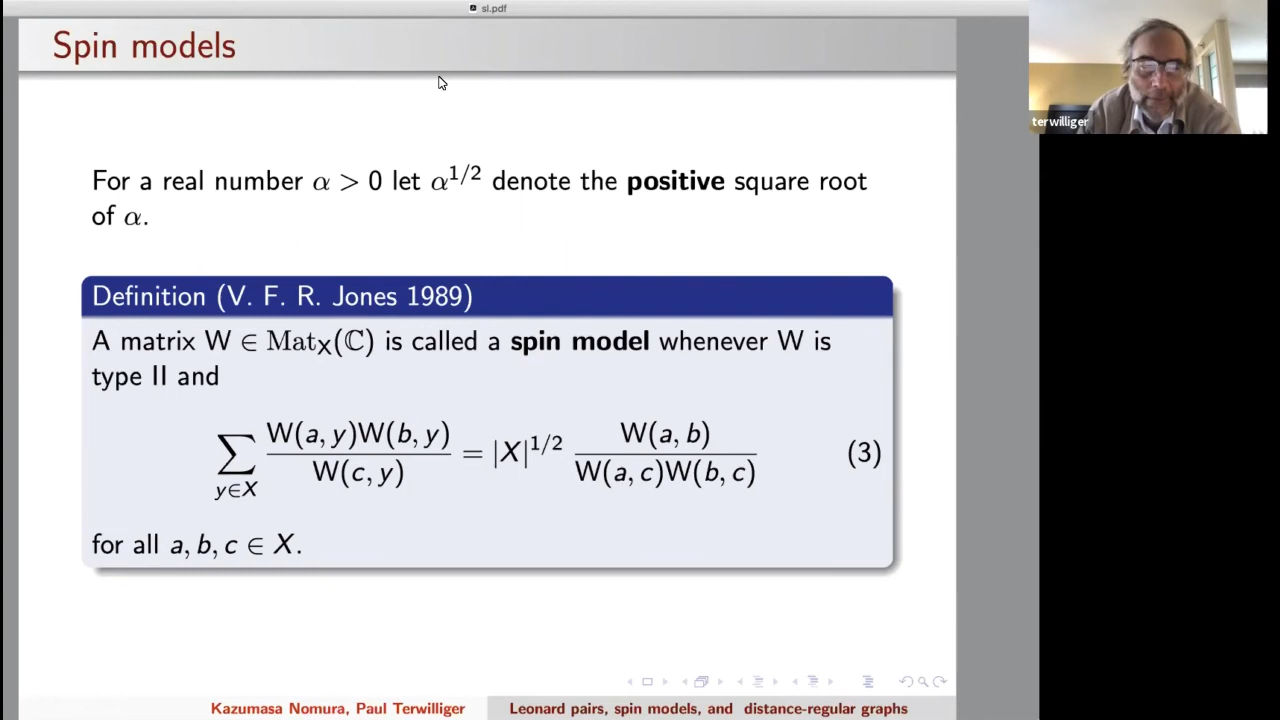 sl.pdf
Spin models
terwilliger
For a real number α > 0 let α^{1/2} denote the positive square root
of α.
Definition (V. F. R. Jones 1989)
A matrix W ∈ Mat_X(ℂ) is called a spin model whenever W is
type II and
∑_{y∈X} W(a, y)W(b, y) / W(c, y) = |X|^{1/2} W(a, b) / W(a, c)W(b, c) (3)
for all a, b, c ∈ X.
Kazumasa Nomura, Paul Terwilliger Leonard pairs, spin models, and distance-regular graphs